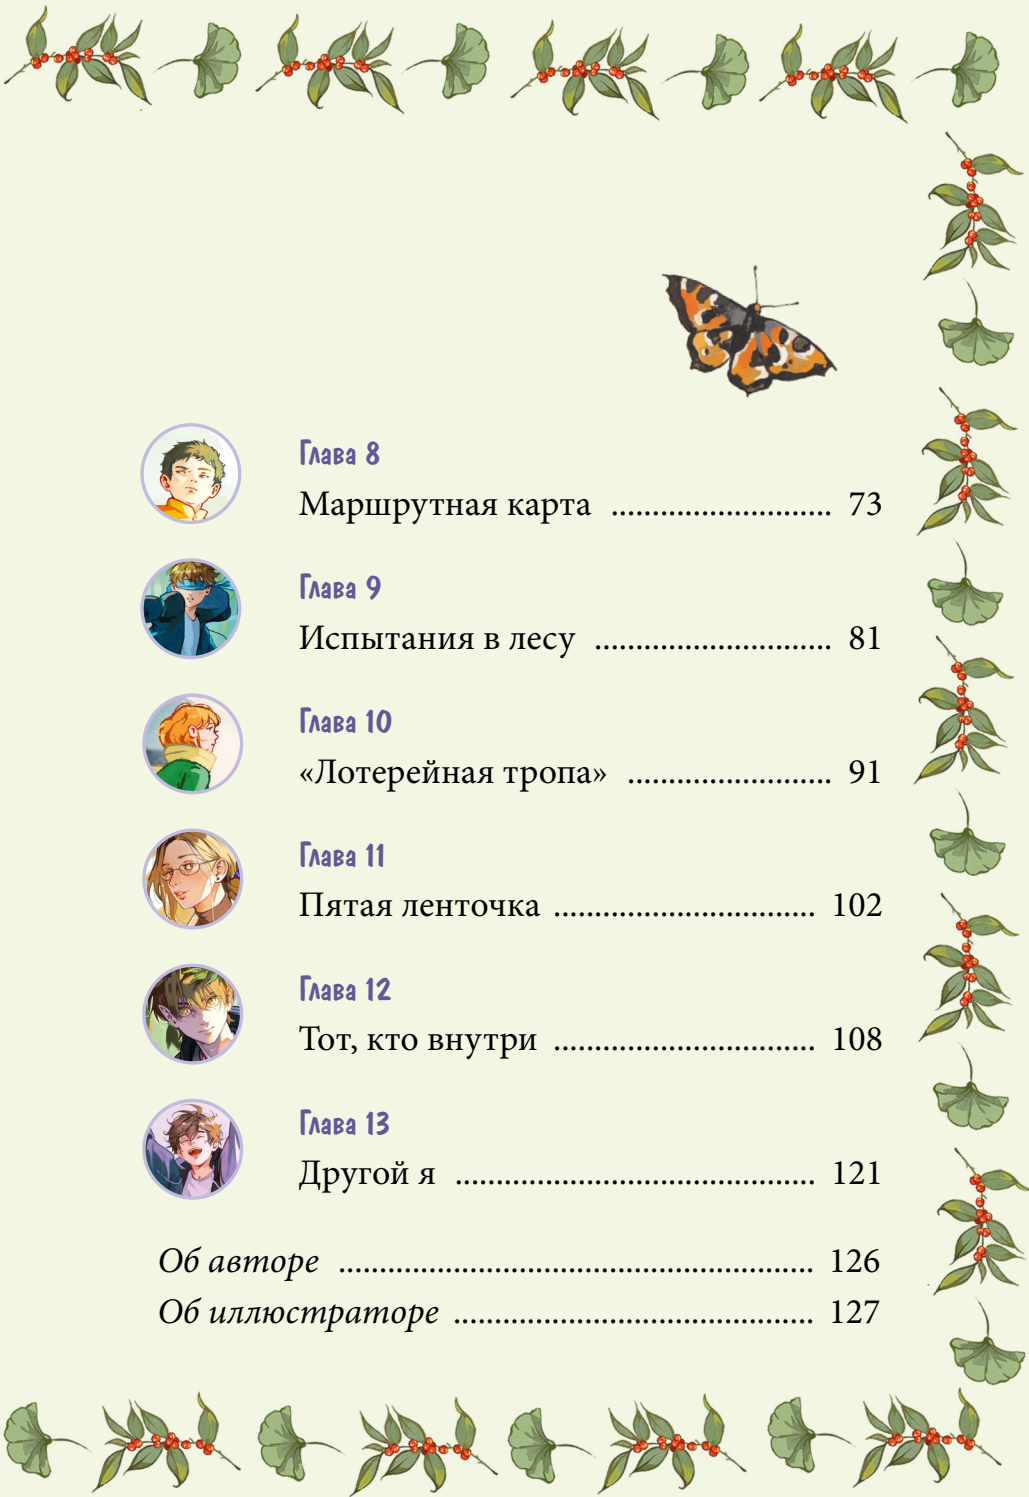 Глава 8
Маршрутная карта ........................... 73
Глава 9
Испытания в лесу ............................. 81
Глава 10
«Лотерейная тропа» ......................... 91
Глава 11
Пятая ленточка ................................ 102
Глава 12
Тот, кто внутри ................................ 108
Глава 13
Другой я ............................................ 121
Об авторе .......................................................... 126
Об иллюстраторе ............................................ 127